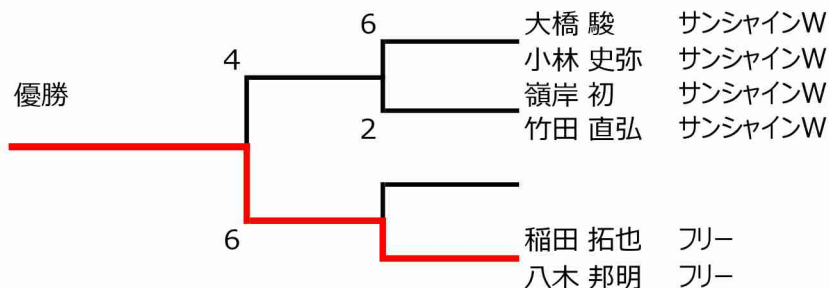 6 大橋 駿 サンシャインW
4 小林 史弥 サンシャインW
優勝 嶺岸 初 サンシャインW
2 竹田 直弘 サンシャインW
6 稲田 拓也 フリー
八木 邦明 フリー